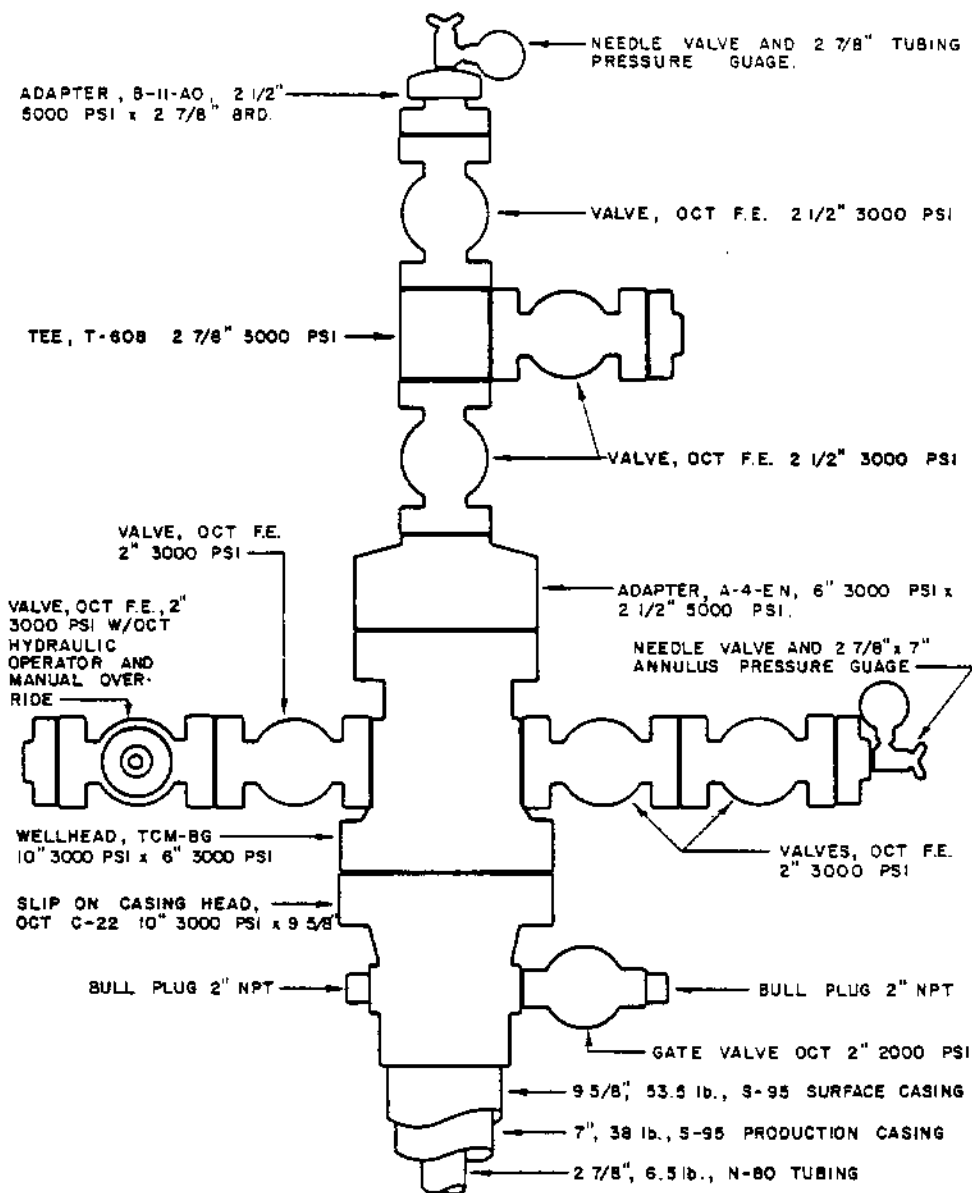 NEEDLE VALVE AND 2 7/8" TUBING
PRESSURE GUAGE.
ADAPTER, B-11-AO, 2 1/2"
5000 PSI x 2 7/8" 8RD.
VALVE, OCT F.E. 2 1/2" 3000 PSI
TEE, T-60B 2 7/8" 5000 PSI
VALVE, OCT F.E. 2 1/2" 3000 PSI
VALVE, OCT F.E.
2" 3000 PSI
ADAPTER, A-4-EN, 6" 3000 PSI x
2 1/2" 5000 PSI.
VALVE, OCT F.E., 2"
3000 PSI W/OCT
HYDRAULIC
OPERATOR AND
MANUAL OVER-
RIDE
NEEDLE VALVE AND 2 7/8" x 7"
ANNULUS PRESSURE GUAGE
WELLHEAD, TCM-BG
10" 3000 PSI x 6" 3000 PSI
VALVES, OCT F.E.
2" 3000 PSI
SLIP ON CASING HEAD,
OCT C-22 10" 3000 PSI x 9 5/8"
BULL PLUG 2" NPT
BULL PLUG 2" NPT
GATE VALVE OCT 2" 2000 PSI
9 5/8", 53.5 lb., S-95 SURFACE CASING
7", 38 lb., S-95 PRODUCTION CASING
2 7/8", 6.5 lb., N-80 TUBING